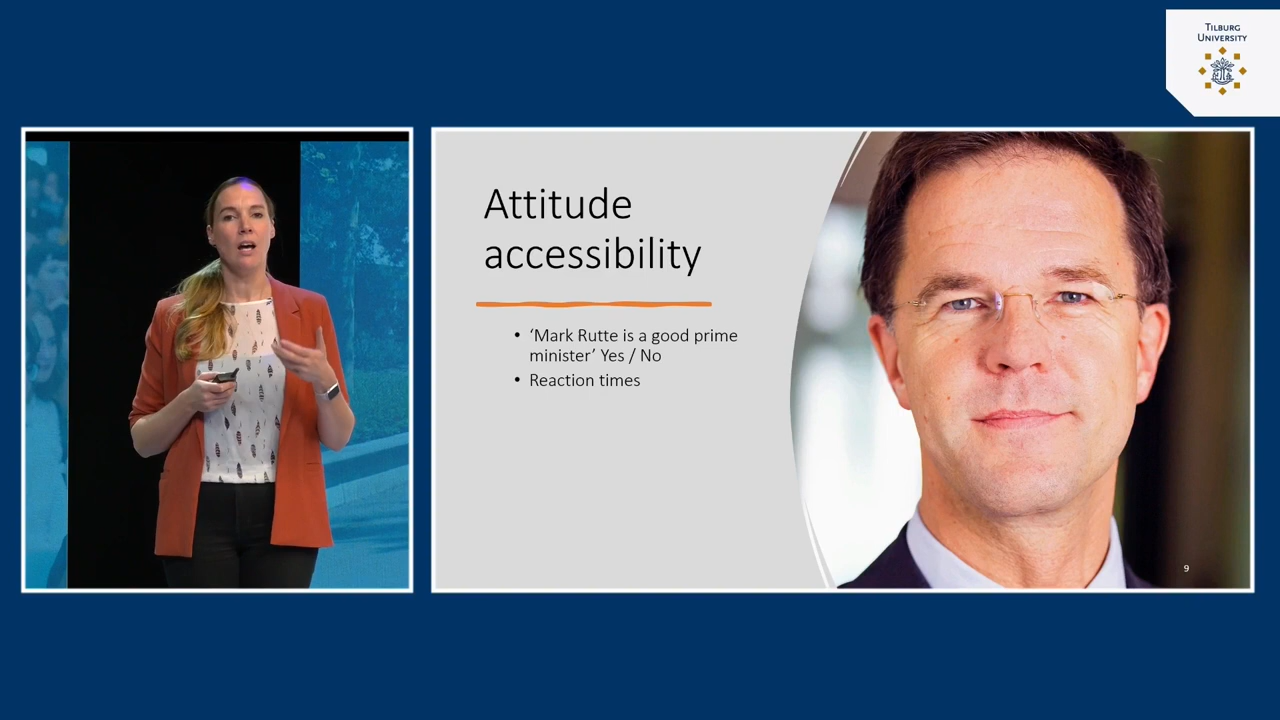 TILBURG
UNIVERSITY
Attitude
accessibility
• ‘Mark Rutte is a good prime
minister’ Yes / No
• Reaction times
9